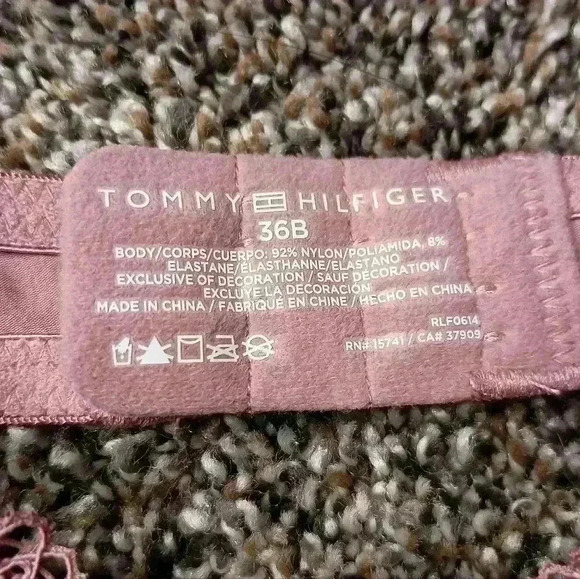 TOMMY HILFIGER
36B
BODY/CORPS/CUERPO: 92% NYLON/POLIAMIDA, 8%
ELASTANE/ÉLASTHANNE/ELASTANO
EXCLUSIVE OF DECORATION / SAUF DÉCORATION /
EXCLUYE LA DECORACIÓN
MADE IN CHINA / FABRIQUÉ EN CHINE / HECHO EN CHINA
RLF0614
RN# 15741 / CA# 37909